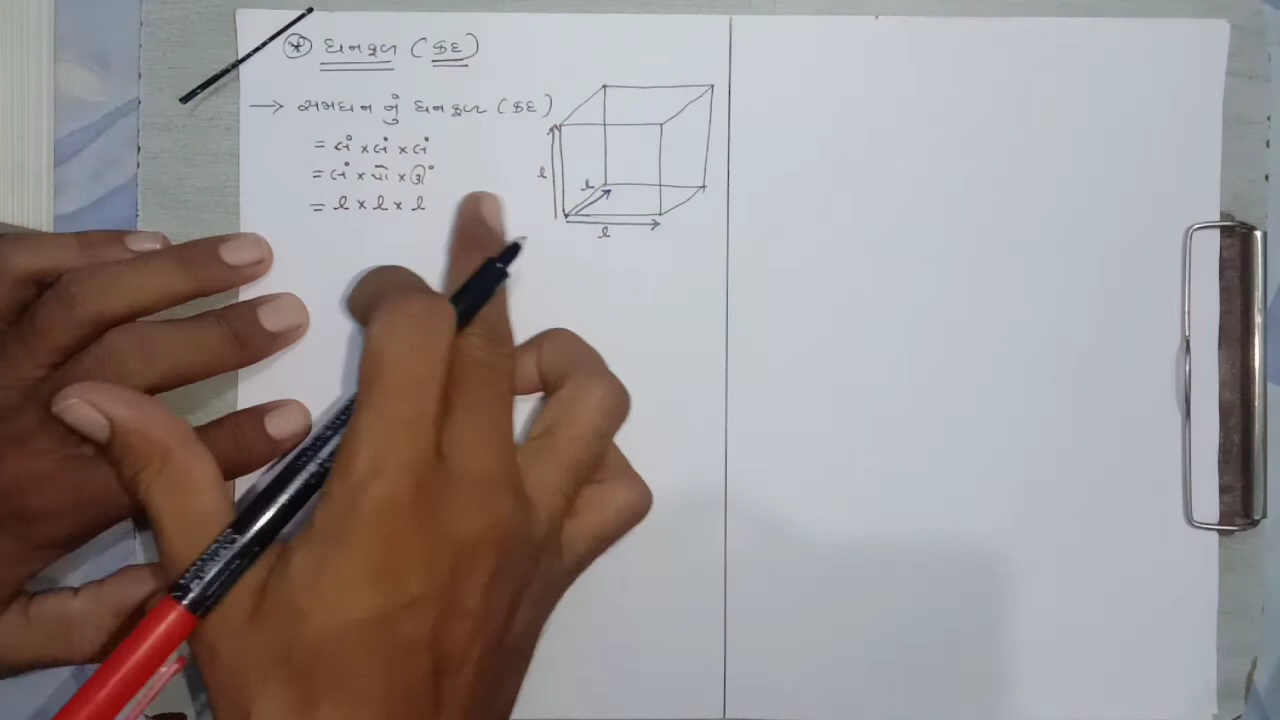 * ઘનફળ (કદ)
→ સમઘન નું ઘનફળ (કદ)
= લં × લં × લં
= લં × પ × ઊં
= l × l × l
l
l
l